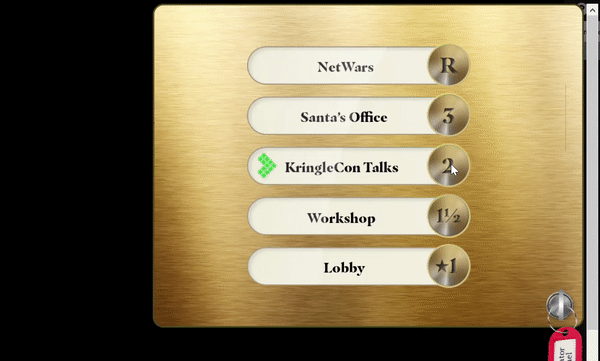 NetWars R
Santa's Office 3
KringleCon Talks 2
Workshop 1½
Lobby ★1